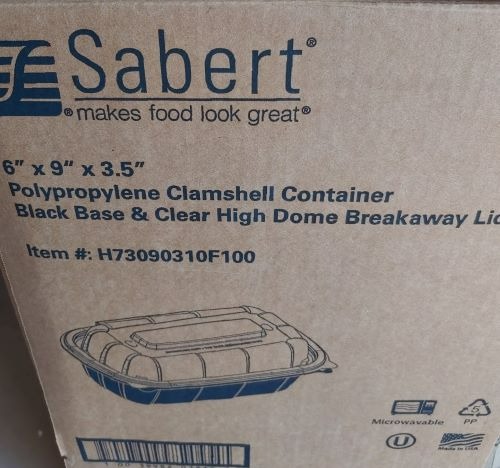 Sabert®
® makes food look great®
6" x 9" x 3.5"
Polypropylene Clamshell Container
Black Base & Clear High Dome Breakaway
Item #: H73090310F100
5
Microwavable PP
U
Made in USA